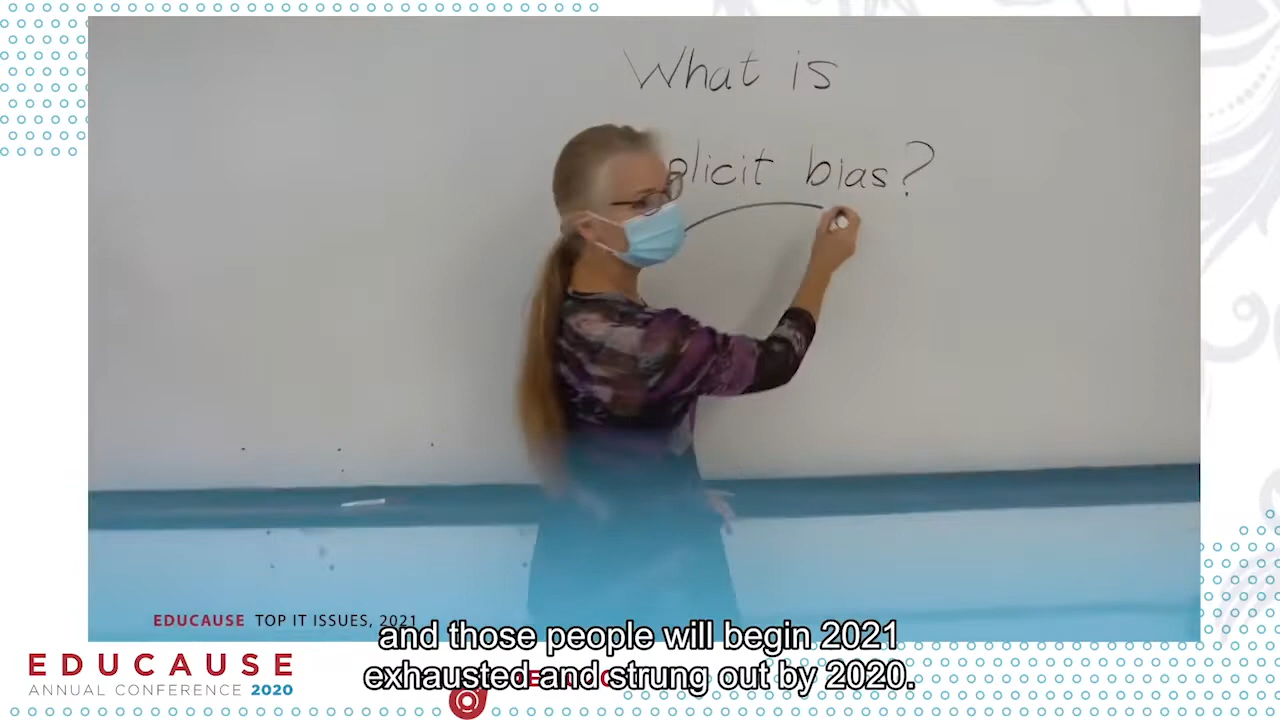 What is
plicit bias?
EDUCAUSE TOP IT ISSUES, 2021
and those people will begin 2021
exhausted and strung out by 2020.
EDUCAUSE
ANNUAL CONFERENCE 2020